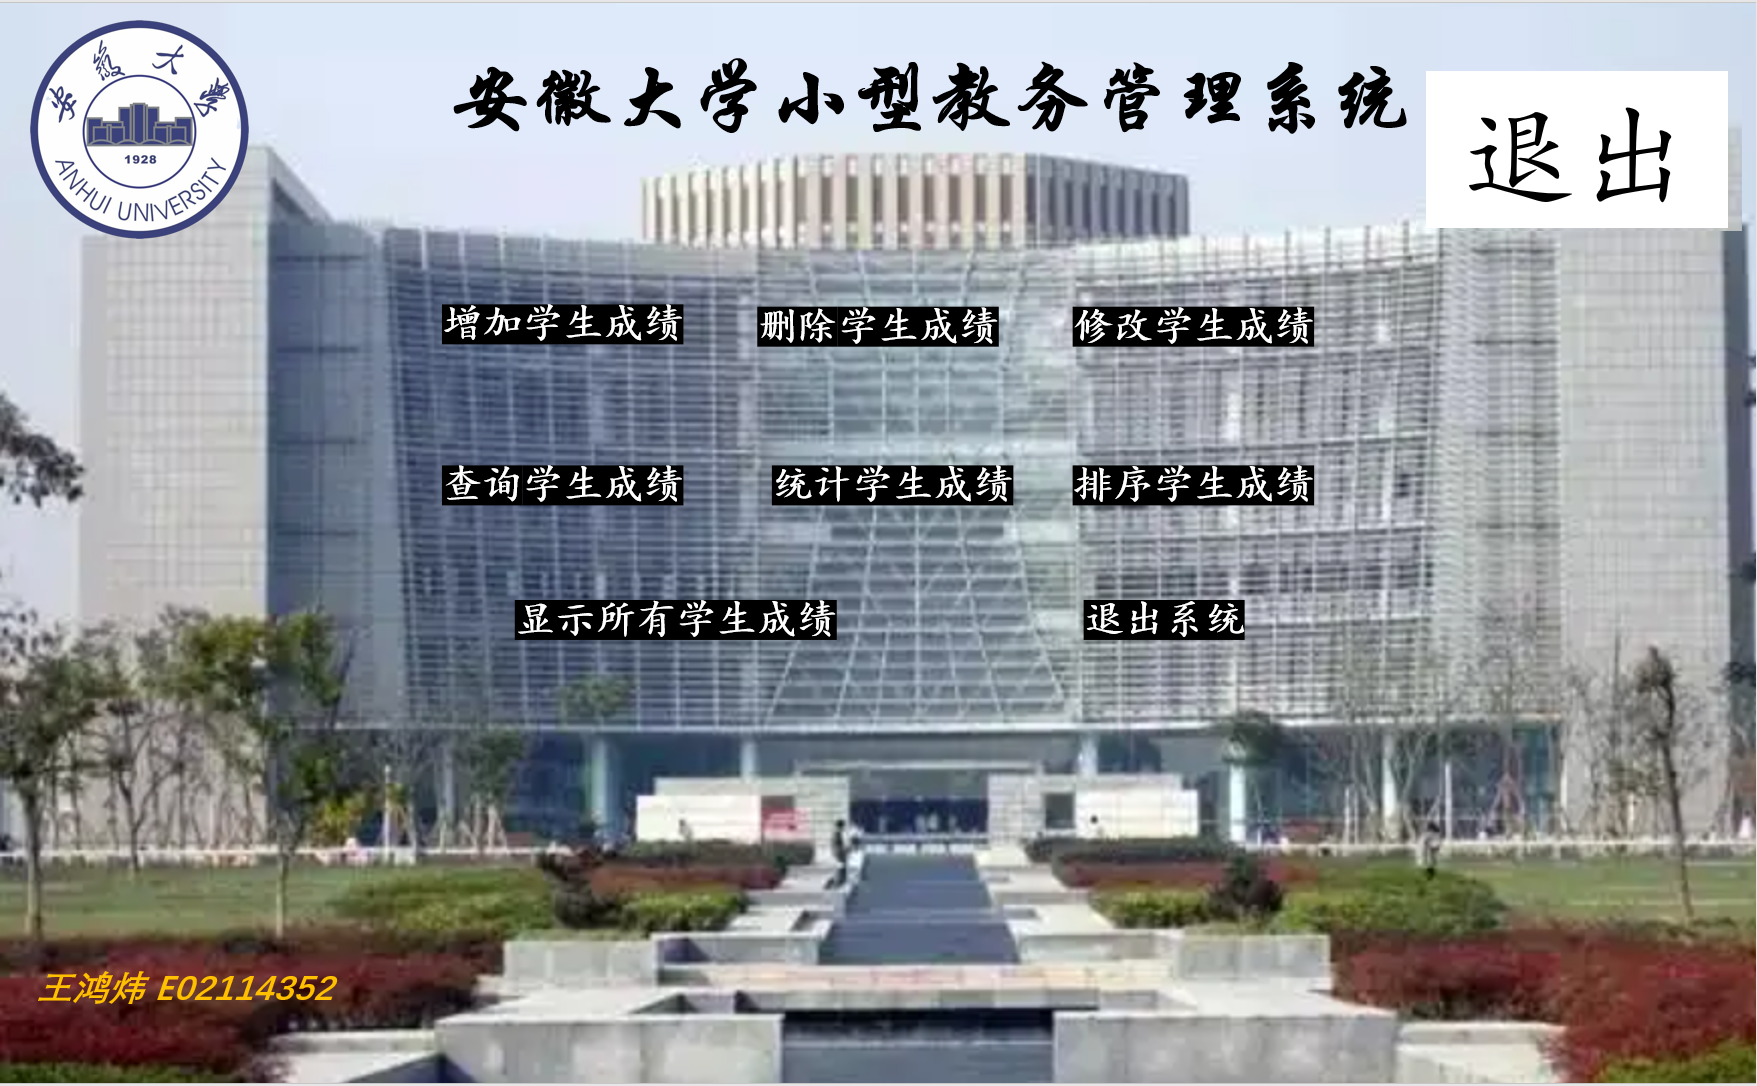 安徽大学
1928
ANHUI UNIVERSITY
安徽大学小型教务管理系统
退出
增加学生成绩 删除学生成绩 修改学生成绩
查询学生成绩 统计学生成绩 排序学生成绩
显示所有学生成绩 退出系统
王鸿炜 E02114352